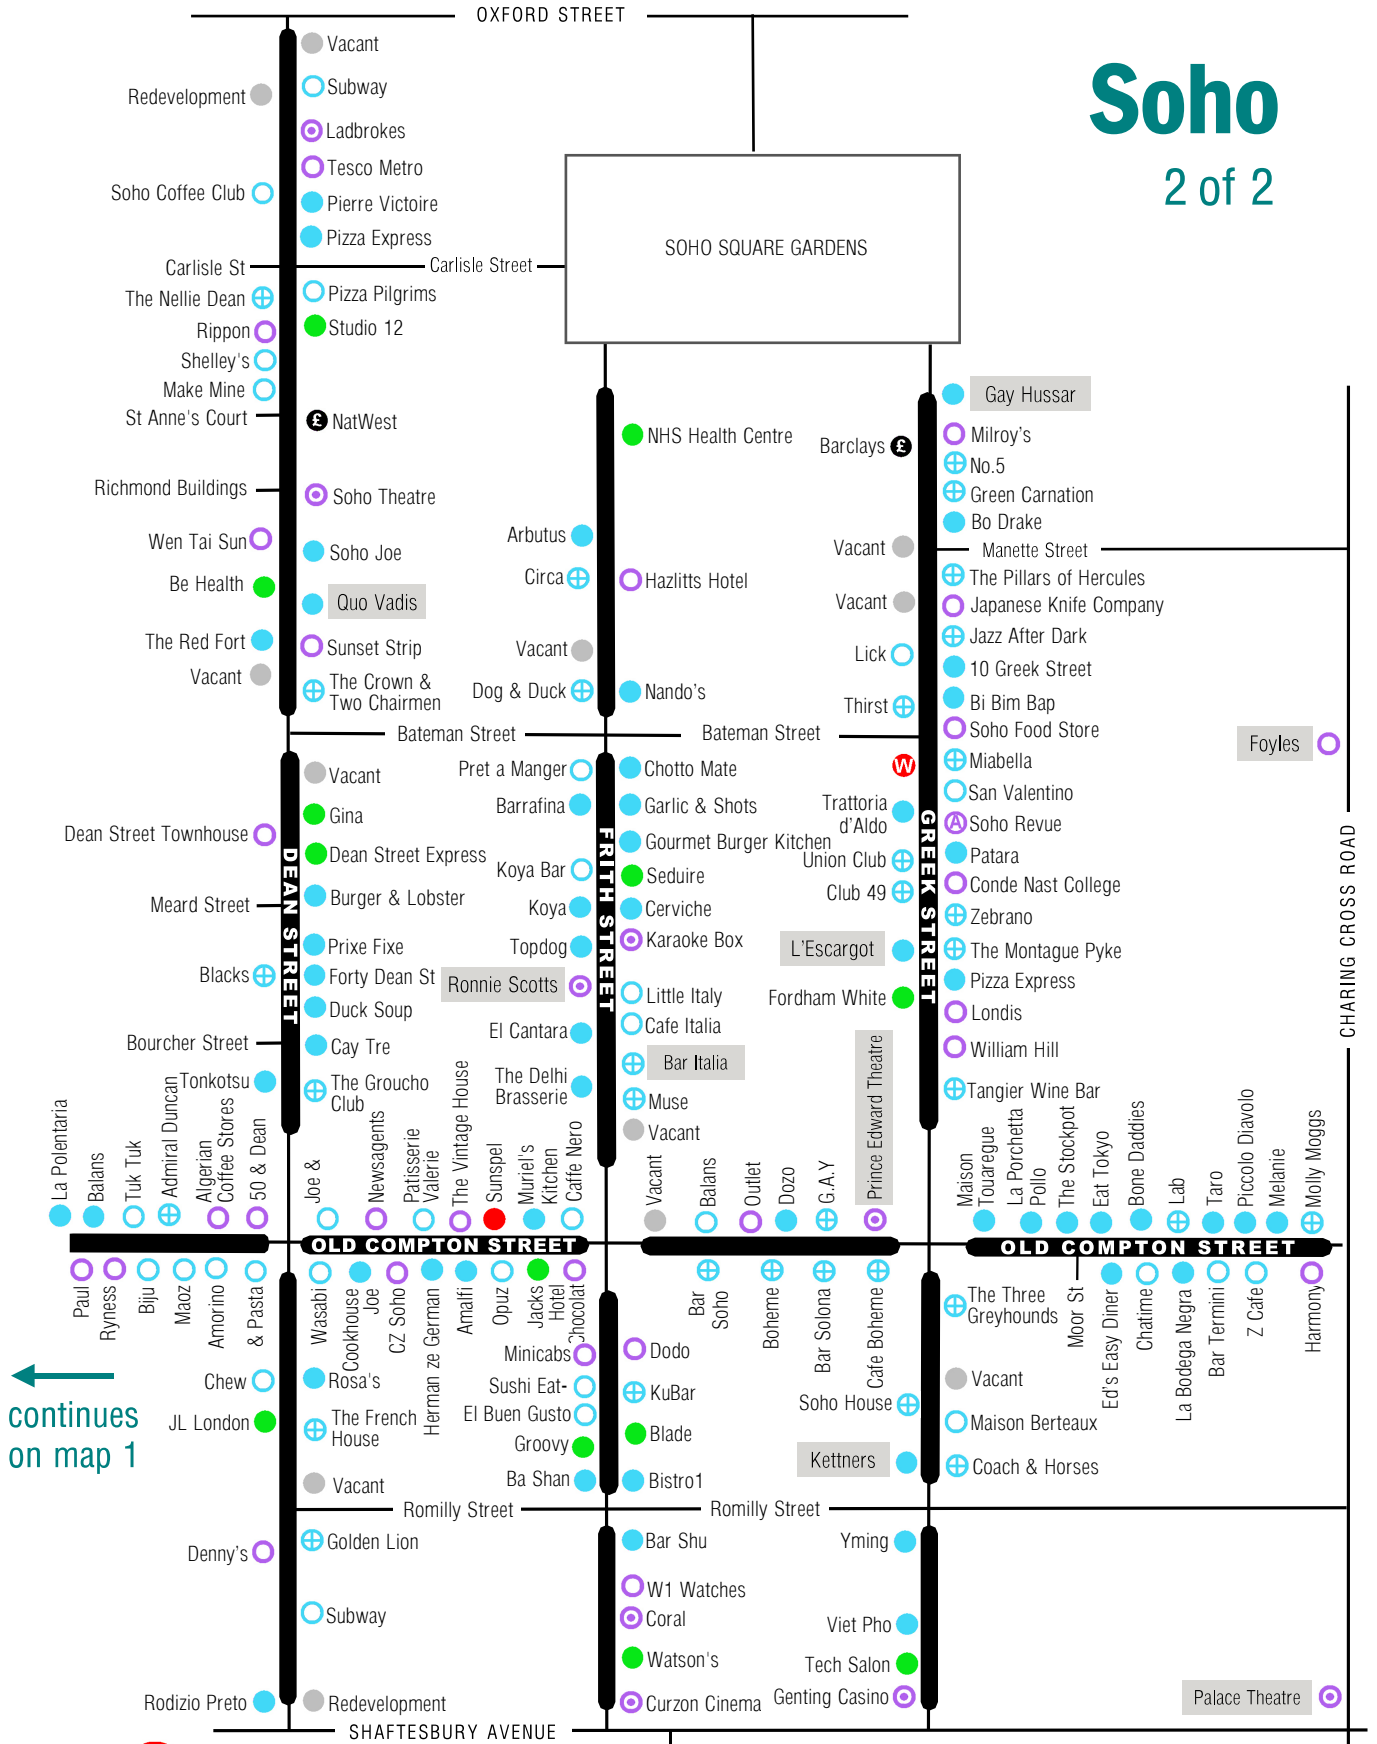 OXFORD STREET
Soho
2 of 2
Vacant
Redevelopment
Subway
Ladbrokes
Tesco Metro
Soho Coffee Club
Pierre Victoire
Pizza Express
SOHO SQUARE GARDENS
Carlisle St
Carlisle Street
The Nellie Dean
Pizza Pilgrims
Rippon
Studio 12
Shelley's
Make Mine
St Anne's Court
£ NatWest
Richmond Buildings
Soho Theatre
Wen Tai Sun
Soho Joe
Be Health
Quo Vadis
The Red Fort
Sunset Strip
Vacant
The Crown &
Two Chairmen
NHS Health Centre
Arbutus
Circa
Hazlitts Hotel
Vacant
Dog & Duck
Nando's
Barclays £
Gay Hussar
Milroy's
No.5
Green Carnation
Bo Drake
Vacant
Manette Street
The Pillars of Hercules
Vacant
Japanese Knife Company
Jazz After Dark
Lick
10 Greek Street
Bi Bim Bap
Thirst
Soho Food Store
Bateman Street
Bateman Street
Foyles
Vacant
Gina
Dean Street Townhouse
Dean Street Express
Meard Street
Burger & Lobster
Prixe Fixe
Blacks
Forty Dean St
Duck Soup
Bourcher Street
Cay Tre
Tonkotsu
The Groucho
Club
DEAN STREET
Pret a Manger
Chotto Mate
Barrafina
Garlic & Shots
Gourmet Burger Kitchen
Koya Bar
Seduire
Koya
Cerviche
Topdog
Karaoke Box
Ronnie Scotts
Little Italy
El Cantara
Cafe Italia
Bar Italia
The Delhi
Brasserie
Muse
Vacant
FRITH STREET
W
Miabella
San Valentino
Trattoria
d'Aldo
A Soho Revue
Union Club
Patara
Club 49
Conde Nast College
Zebrano
L'Escargot
The Montague Pyke
Pizza Express
Fordham White
Londis
William Hill
Tangier Wine Bar
GREEK STREET
CHARING CROSS ROAD
La Polentaria
Balans
Tuk Tuk
Admiral Duncan
Algerian
Coffee Stores
50 & Dean
Joe &
Newsagents
Patisserie
Valerie
The Vintage House
Sunspel
Muriel's
Kitchen
Caffe Nero
Vacant
Balans
Outlet
Dozo
G.A.Y
Prince Edward Theatre
Maison
Touaregue
La Porchetta
Pollo
The Stockpot
Eat Tokyo
Bone Daddies
Lab
Taro
Piccolo Diavolo
Melanie
Molly Moggs
OLD COMPTON STREET
OLD COMPTON STREET
Paul
Ryness
Biju
Maoz
Amorino
& Pasta
Wasabi
Cookhouse
Joe
CZ Soho
Herman ze German
Amalfi
Opuz
Jacks
Hotel
Chocolat
Bar
Soho
Boheme
Bar Solona
Cafe Boheme
The Three
Greyhounds
Moor St
Ed's Easy Diner
Chatime
La Bodega Negra
Bar Termini
Z Cafe
Harmony
continues
on map 1
Chew
Rosa's
JL London
The French
House
Vacant
Minicabs
Dodo
Sushi Eat-
KuBar
El Buen Gusto
Groovy
Blade
Ba Shan
Bistro1
Soho House
Kettners
Vacant
Maison Berteaux
Coach & Horses
Romilly Street
Romilly Street
Denny's
Golden Lion
Subway
Rodizio Preto
Redevelopment
Bar Shu
W1 Watches
Coral
Watson's
Curzon Cinema
Yming
Viet Pho
Tech Salon
Genting Casino
Palace Theatre
SHAFTESBURY AVENUE